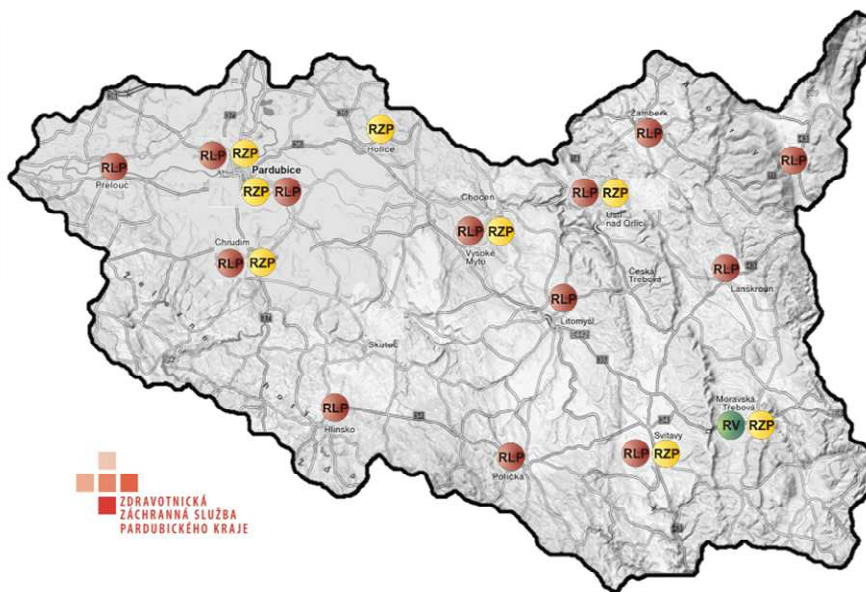 Žamberk
RZP
Holice
RLP
RLP
RZP
Pardubice
RLP
Přelouč
RLP
RZP
RLP
RLP
RZP
Ústí
nad Orlicí
Choceň
RLP
RZP
Vysoké
Mýto
Chrudim
RLP
RZP
Česká
Třebová
RLP
Lanškroun
RLP
Litomyšl
Skuteč
RLP
Hlinsko
Moravská
Třebová
RV
RZP
Svitavy
RLP
RZP
RLP
Polička
ZDRAVOTNICKÁ
ZÁCHRANNÁ SLUŽBA
PARDUBICKÉHO KRAJE